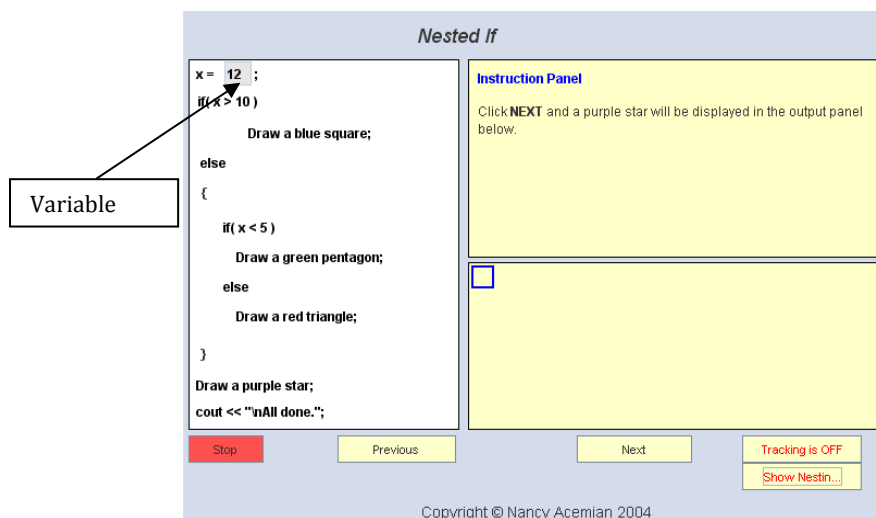 Nested If
x = 12 ;
if( x > 10 )
Draw a blue square;
else
{
if( x < 5 )
Draw a green pentagon;
else
Draw a red triangle;
}
Draw a purple star;
cout << "\nAll done.";
Variable
Instruction Panel
Click NEXT and a purple star will be displayed in the output panel
below.
Stop
Previous
Next
Tracking is OFF
Show Nestin...
Copyright © Nancy Acemian 2004